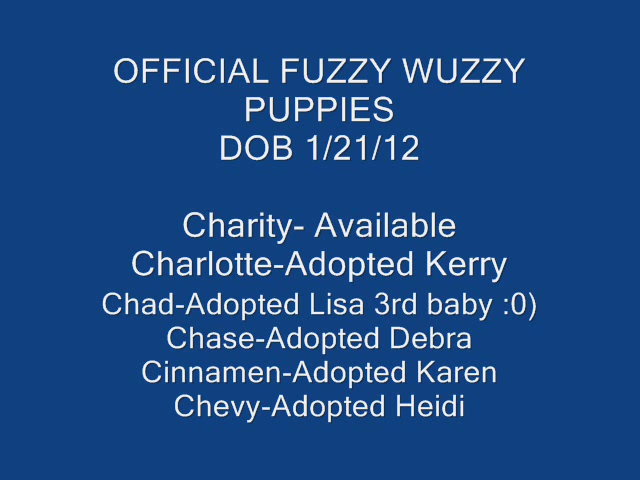 OFFICIAL FUZZY WUZZY
PUPPIES
DOB 1/21/12
Charity- Available
Charlotte-Adopted Kerry
Chad-Adopted Lisa 3rd baby :0)
Chase-Adopted Debra
Cinnamen-Adopted Karen
Chevy-Adopted Heidi